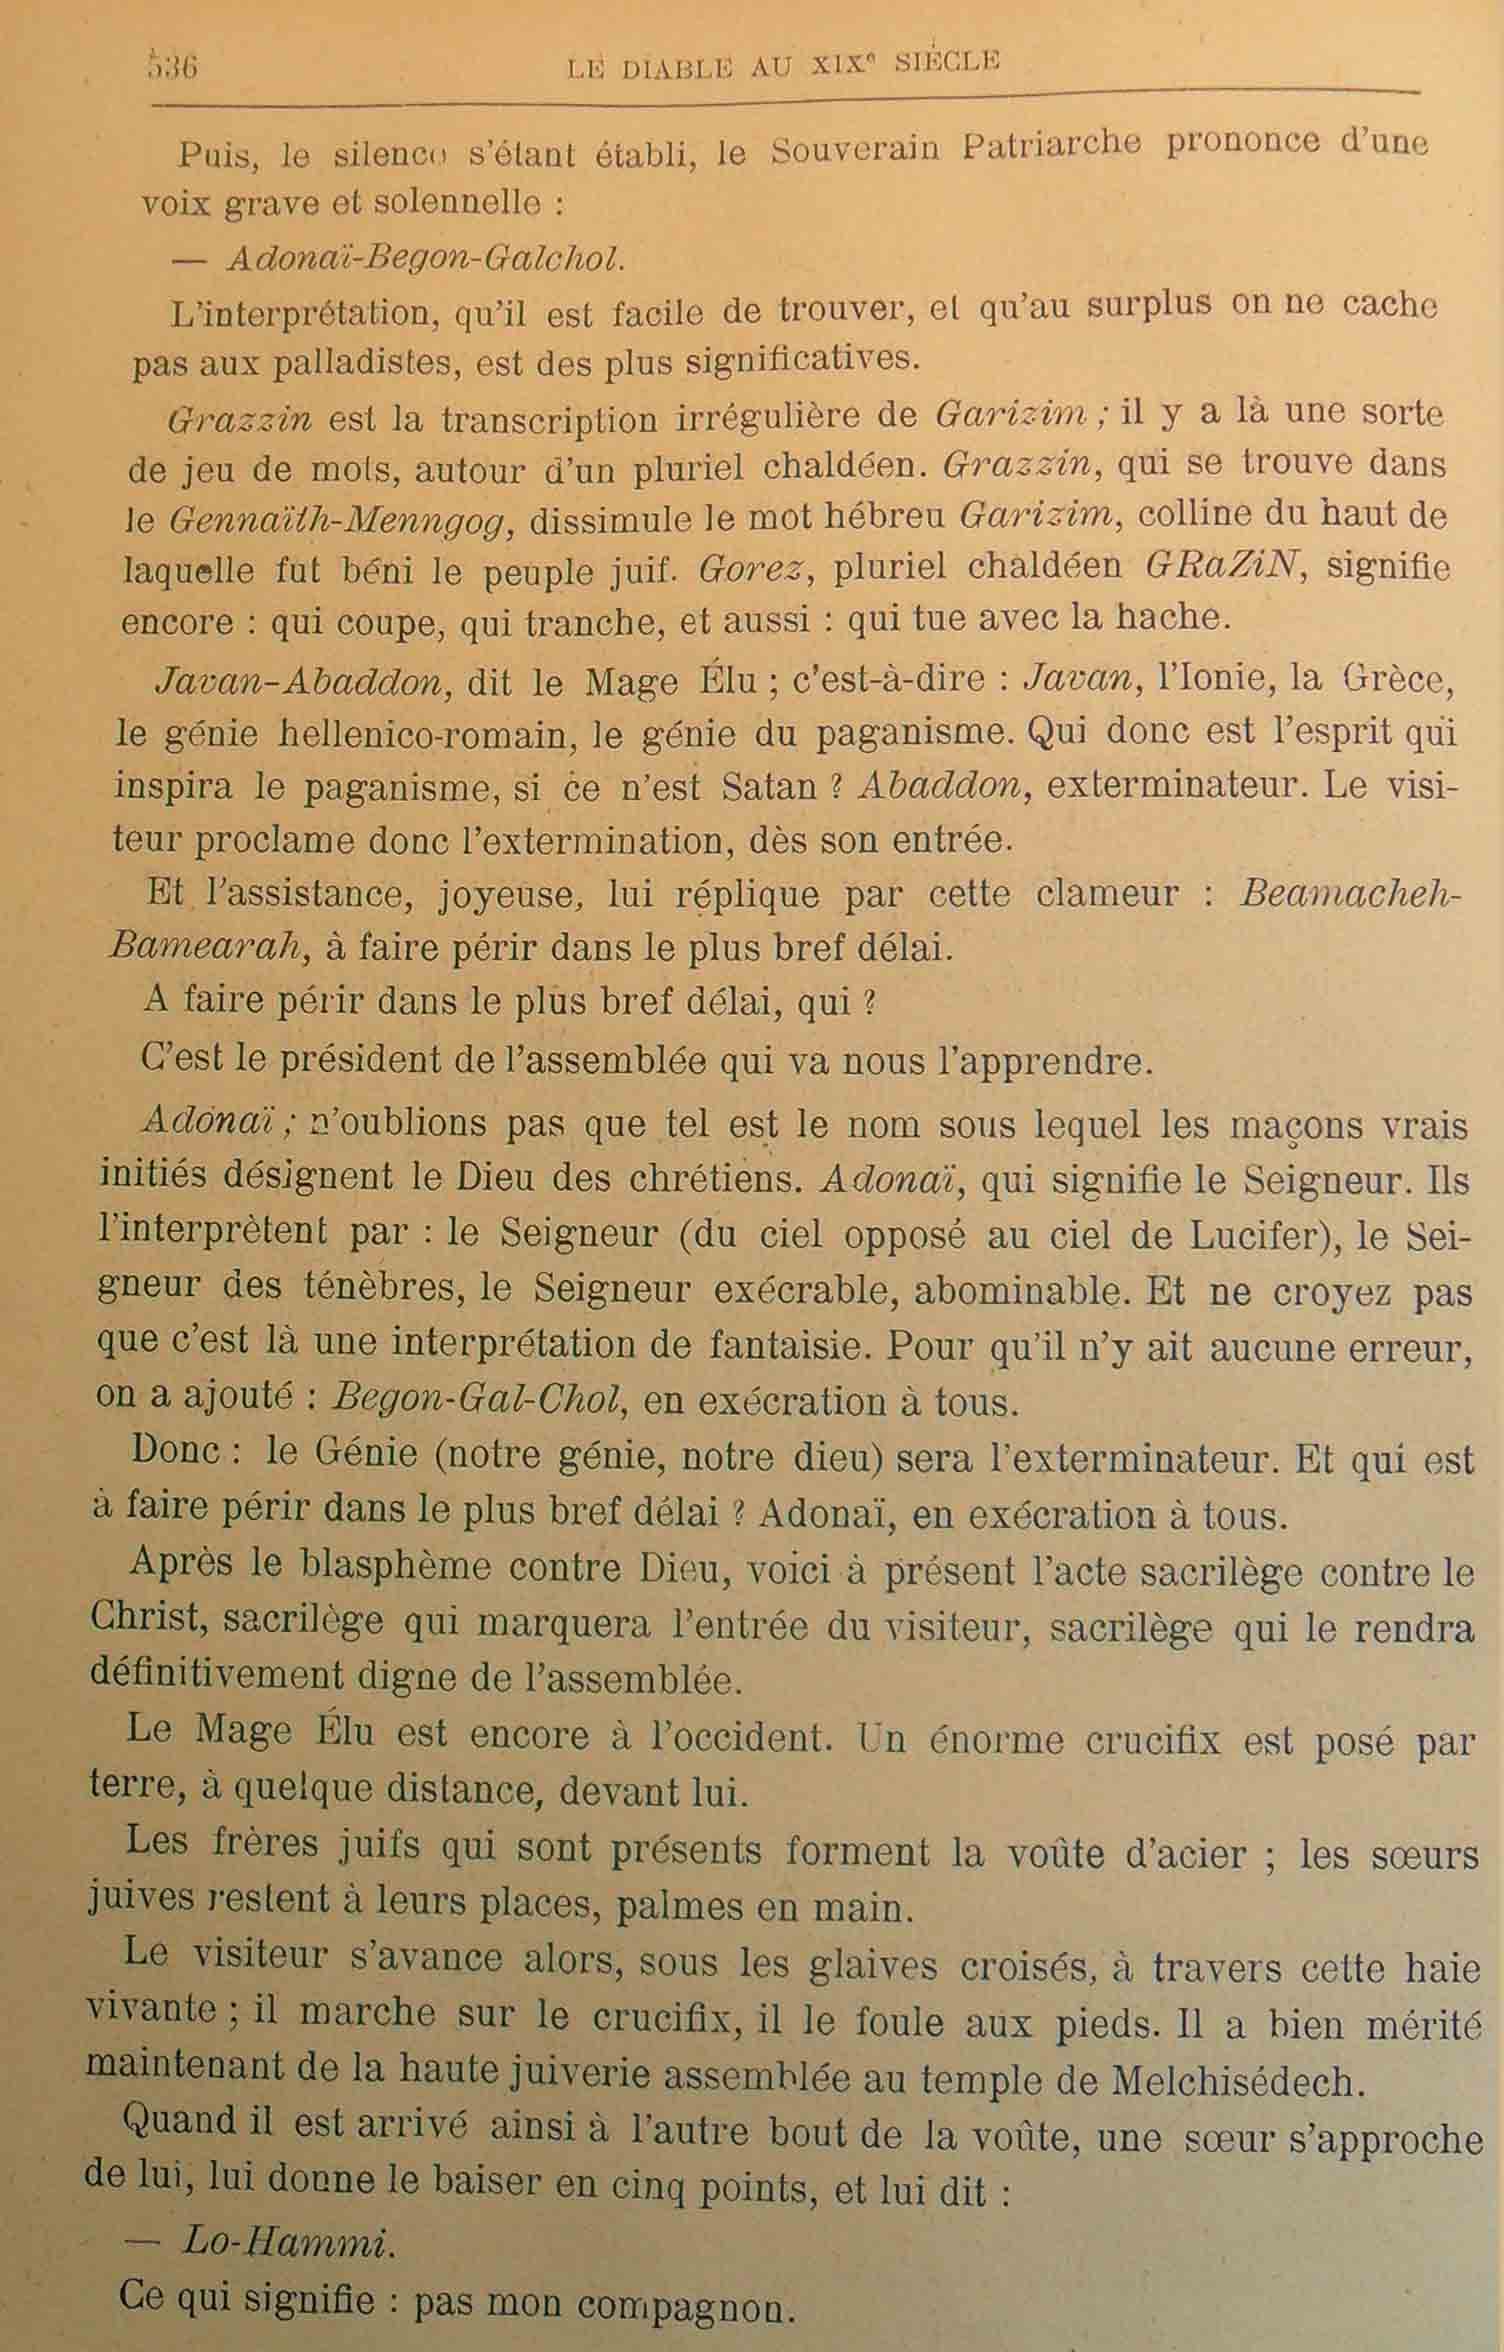 536
LE DIABLE AU XIXe SIÈCLE
Puis, le silence s'étant établi, le Souverain Patriarche prononce d'une
voix grave et solennelle :
— Adonaï-Begon-Galchol.
L'interprétation, qu'il est facile de trouver, et qu'au surplus on ne cache
pas aux palladistes, est des plus significatives.
Grazzin est la transcription irrégulière de Garizim ; il y a là une sorte
de jeu de mots, autour d'un pluriel chaldéen. Grazzin, qui se trouve dans
le Gennaïth-Menngog, dissimule le mot hébreu Garizim, colline du haut de
laquelle fut béni le peuple juif. Gorez, pluriel chaldéen GRaZiN, signifie
encore : qui coupe, qui tranche, et aussi : qui tue avec la hache.
Javan-Abaddon, dit le Mage Élu ; c'est-à-dire : Javan, l'Ionie, la Grèce,
le génie hellenico-romain, le génie du paganisme. Qui donc est l'esprit qui
inspira le paganisme, si ce n'est Satan ? Abaddon, exterminateur. Le visi-
teur proclame donc l'extermination, dès son entrée.
Et l'assistance, joyeuse, lui réplique par cette clameur : Beamacheh-
Bamearah, à faire périr dans le plus bref délai.
A faire périr dans le plus bref délai, qui ?
C'est le président de l'assemblée qui va nous l'apprendre.
Adonaï ; n'oublions pas que tel est le nom sous lequel les maçons vrais
initiés désignent le Dieu des chrétiens. Adonaï, qui signifie le Seigneur. Ils
l'interprètent par : le Seigneur (du ciel opposé au ciel de Lucifer), le Sei-
gneur des ténèbres, le Seigneur exécrable, abominable. Et ne croyez pas
que c'est là une interprétation de fantaisie. Pour qu'il n'y ait aucune erreur,
on a ajouté : Begon-Gal-Chol, en exécration à tous.
Donc : le Génie (notre génie, notre dieu) sera l'exterminateur. Et qui est
à faire périr dans le plus bref délai ? Adonaï, en exécration à tous.
Après le blasphème contre Dieu, voici à présent l'acte sacrilège contre le
Christ, sacrilège qui marquera l'entrée du visiteur, sacrilège qui le rendra
définitivement digne de l'assemblée.
Le Mage Élu est encore à l'occident. Un énorme crucifix est posé par
terre, à quelque distance, devant lui.
Les frères juifs qui sont présents forment la voûte d'acier ; les sœurs
juives restent à leurs places, palmes en main.
Le visiteur s'avance alors, sous les glaives croisés, à travers cette haie
vivante ; il marche sur le crucifix, il le foule aux pieds. Il a bien mérité
maintenant de la haute juiverie assemblée au temple de Melchisédech.
Quand il est arrivé ainsi à l'autre bout de la voûte, une sœur s'approche
de lui, lui donne le baiser en cinq points, et lui dit :
— Lo-Hammi.
Ce qui signifie : pas mon compagnon.